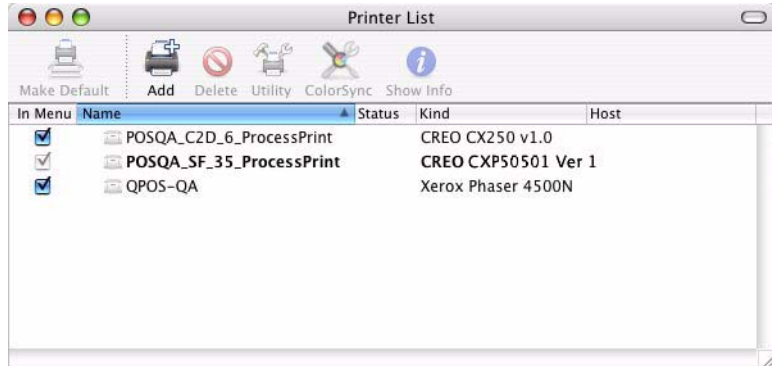 Printer List
Make Default Add Delete Utility ColorSync Show Info
In Menu Name Status Kind Host
POSQA_C2D_6_ProcessPrint CREO CX250 v1.0
POSQA_SF_35_ProcessPrint CREO CXP50501 Ver 1
QPOS-QA Xerox Phaser 4500N